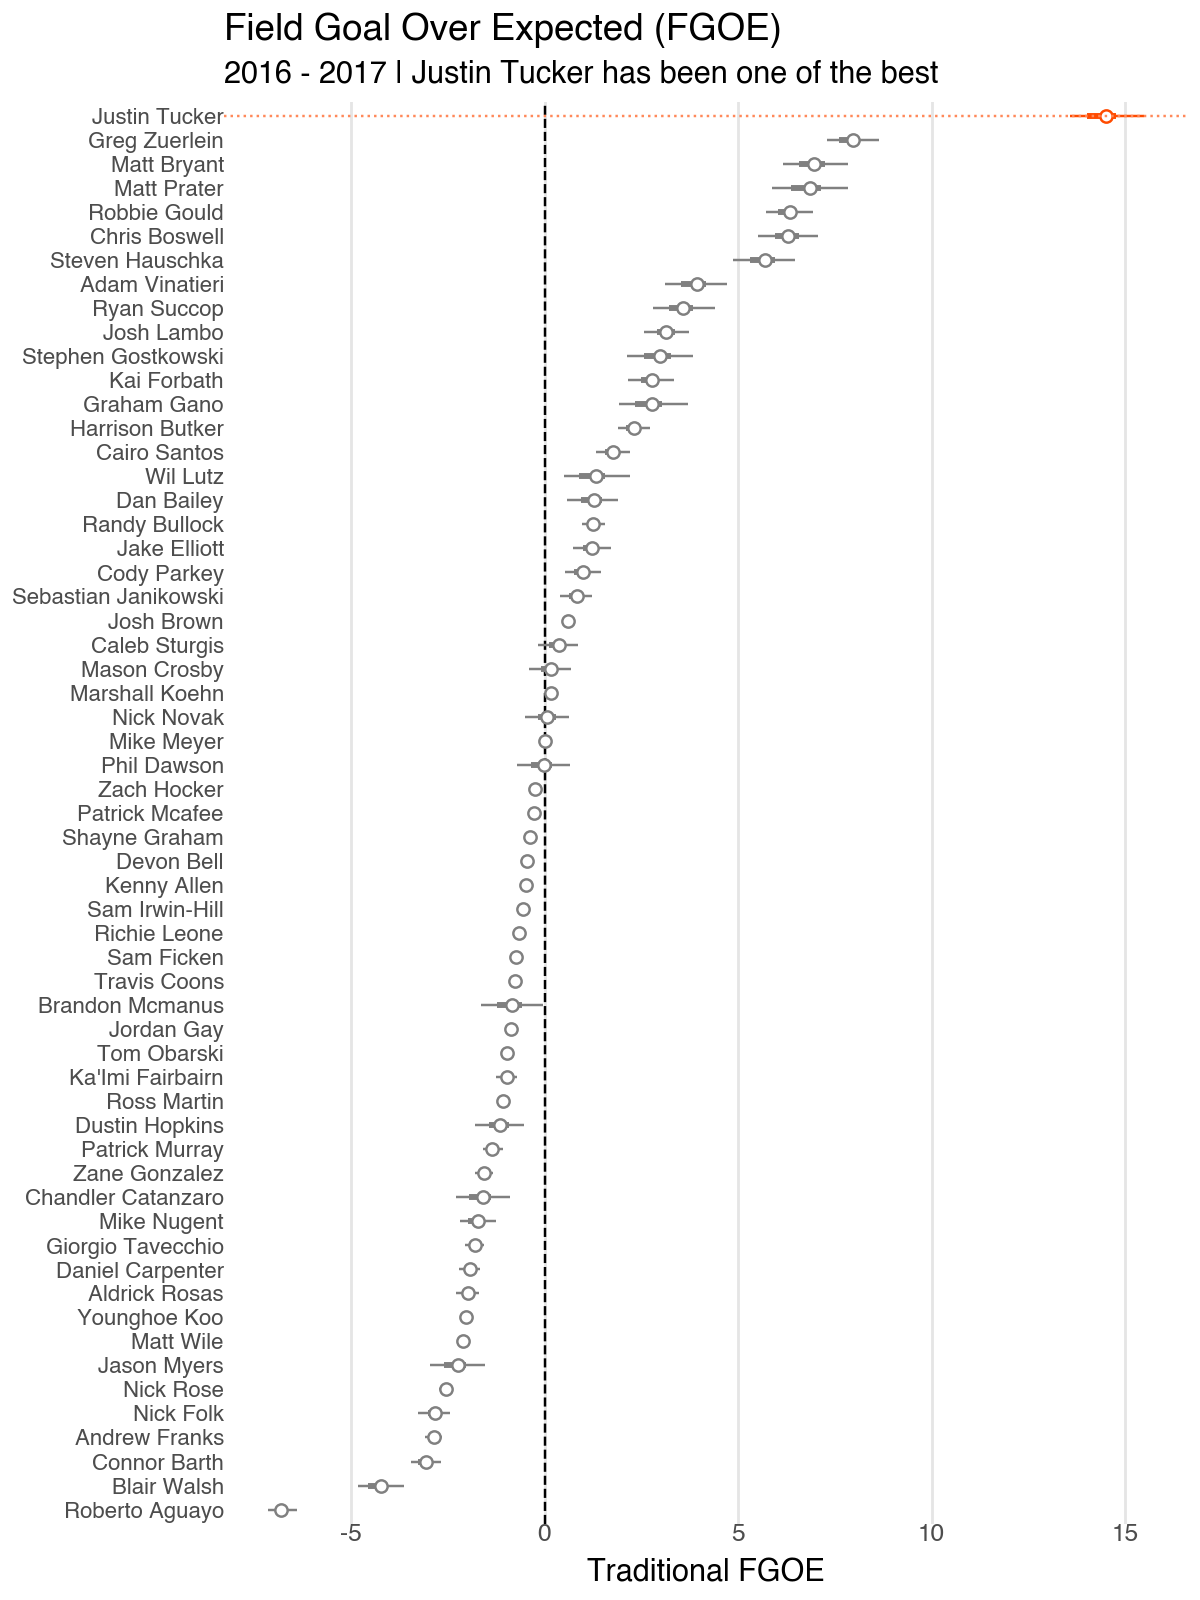 Field Goal Over Expected (FGOE)
2016 - 2017 | Justin Tucker has been one of the best
Justin Tucker
Greg Zuerlein
Matt Bryant
Matt Prater
Robbie Gould
Chris Boswell
Steven Hauschka
Adam Vinatieri
Ryan Succop
Josh Lambo
Stephen Gostkowski
Kai Forbath
Graham Gano
Harrison Butker
Cairo Santos
Wil Lutz
Dan Bailey
Randy Bullock
Jake Elliott
Cody Parkey
Sebastian Janikowski
Josh Brown
Caleb Sturgis
Mason Crosby
Marshall Koehn
Nick Novak
Mike Meyer
Phil Dawson
Zach Hocker
Patrick Mcafee
Shayne Graham
Devon Bell
Kenny Allen
Sam Irwin-Hill
Richie Leone
Sam Ficken
Travis Coons
Brandon Mcmanus
Jordan Gay
Tom Obarski
Ka'Imi Fairbairn
Ross Martin
Dustin Hopkins
Patrick Murray
Zane Gonzalez
Chandler Catanzaro
Mike Nugent
Giorgio Tavecchio
Daniel Carpenter
Aldrick Rosas
Younghoe Koo
Matt Wile
Jason Myers
Nick Rose
Nick Folk
Andrew Franks
Connor Barth
Blair Walsh
Roberto Aguayo
-5 0 5 10 15
Traditional FGOE